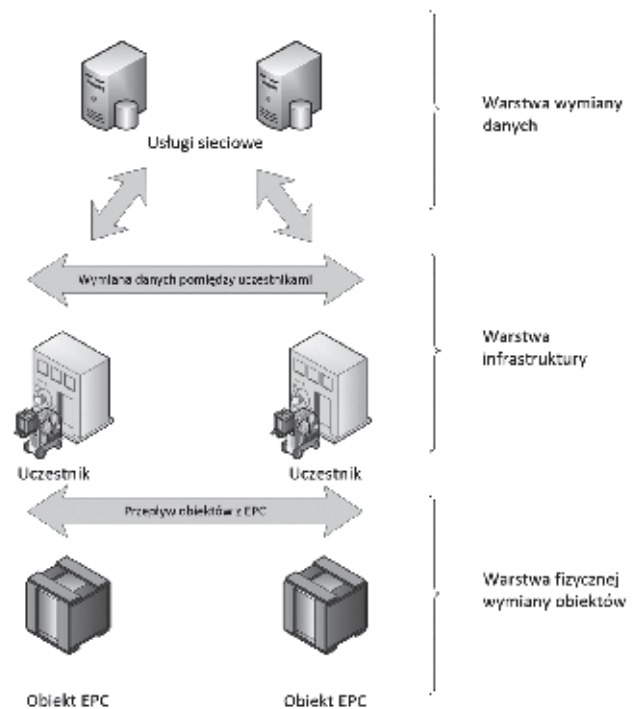 Usługi sieciowe
Warstwa wymiany
danych
Wymiana danych pomiędzy uczestnikami
Warstwa
infrastruktury
Uczestnik
Uczestnik
Przepływ obiektów z EPC
Warstwa fizycznej
wymiany obiektów
Obiekt EPC
Obiekt EPC